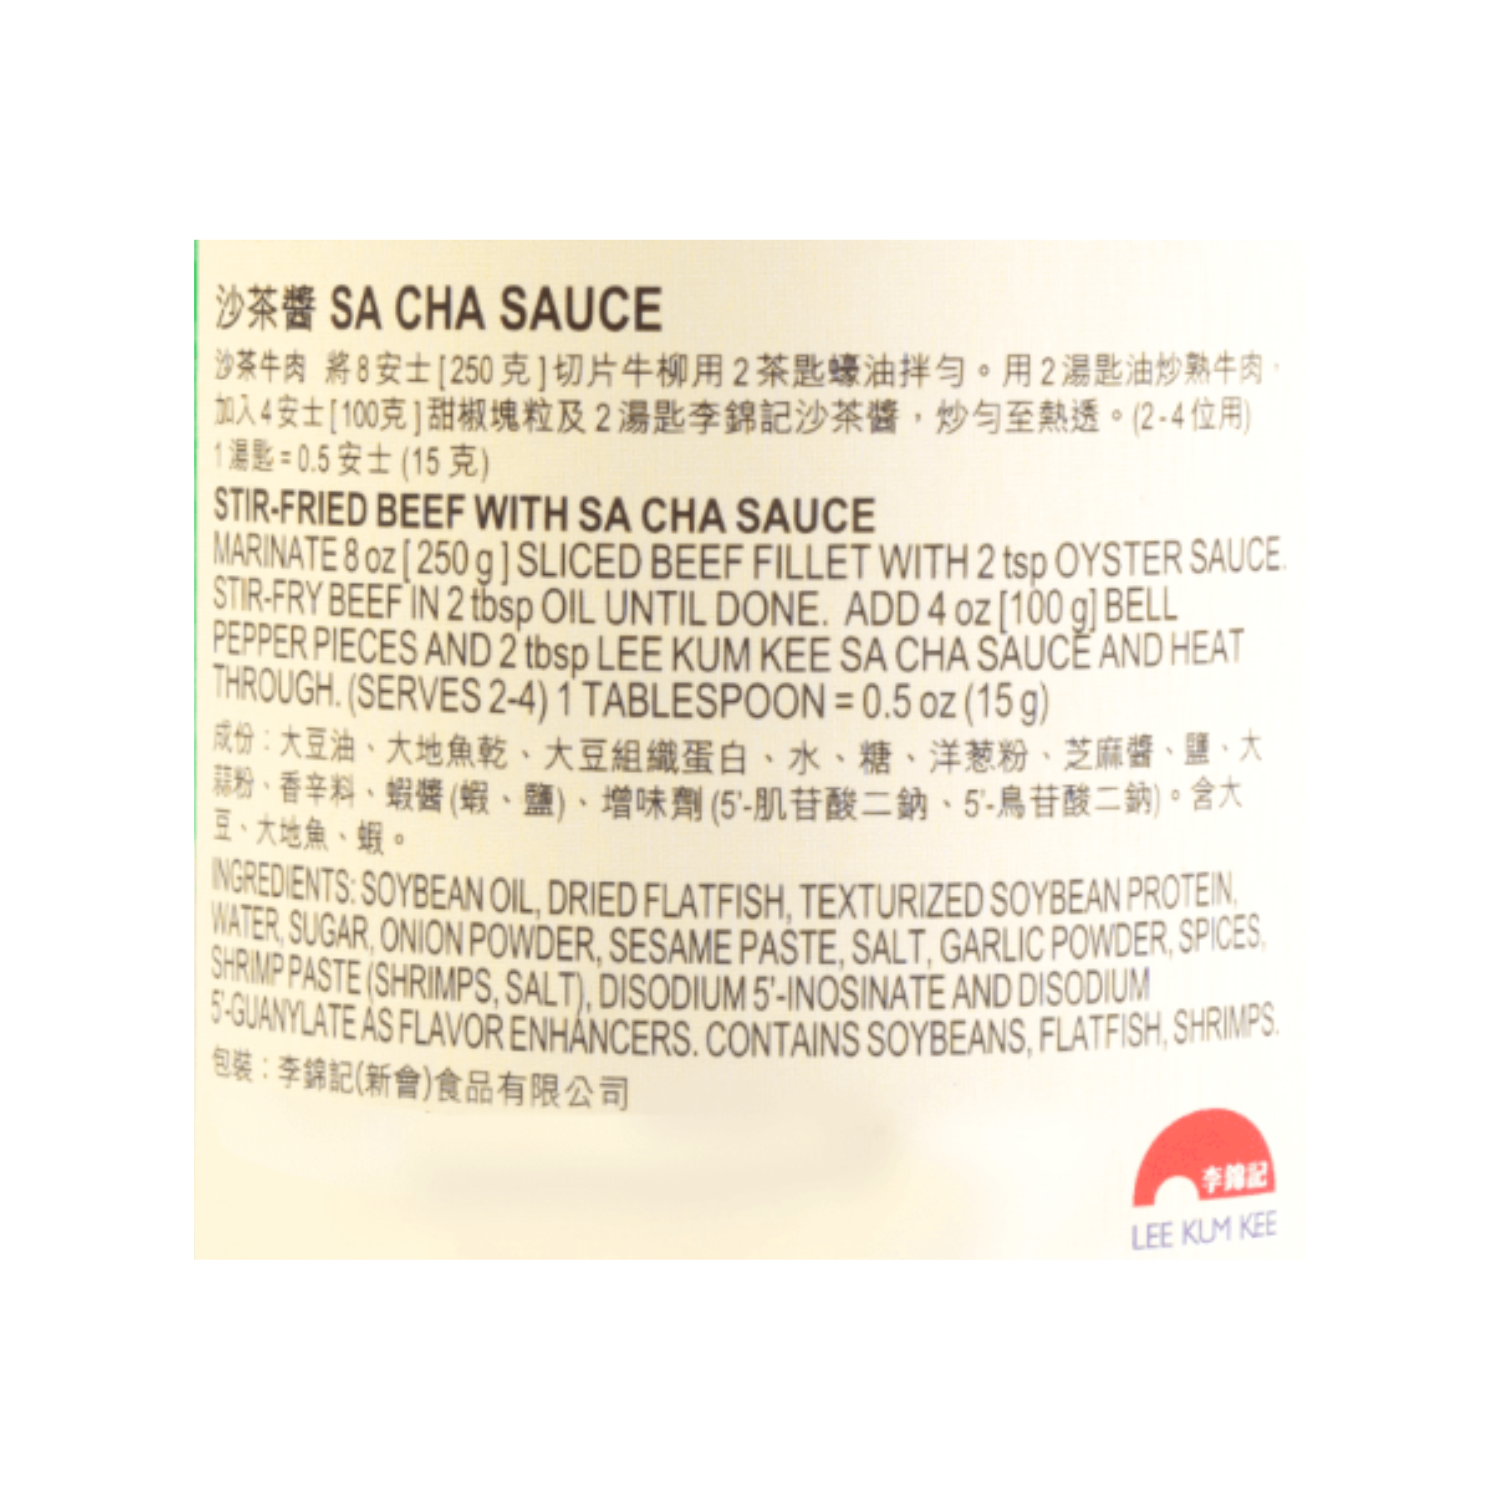 沙茶醬 SA CHA SAUCE
沙茶牛肉 將8安士[250克]切片牛柳用2茶匙蠔油拌勻。用2湯匙油炒熟牛肉，
加入4安士[100克]甜椒塊粒及2湯匙李錦記沙茶醬，炒勻至熱透。(2-4位用)
1湯匙=0.5安士(15克)
STIR-FRIED BEEF WITH SA CHA SAUCE
MARINATE 8 oz [250 g] SLICED BEEF FILLET WITH 2 tsp OYSTER SAUCE.
STIR-FRY BEEF IN 2 tbsp OIL UNTIL DONE. ADD 4 oz [100 g] BELL
PEPPER PIECES AND 2 tbsp LEE KUM KEE SA CHA SAUCE AND HEAT
THROUGH. (SERVES 2-4) 1 TABLESPOON = 0.5 oz (15 g)
成份：大豆油、大地魚乾、大豆組織蛋白、水、糖、洋葱粉、芝麻醬、鹽、大
蒜粉、香辛料、蝦醬(蝦、鹽)、增味劑(5'-肌苷酸二鈉、5'-鳥苷酸二鈉)。含大
豆、大地魚、蝦。
INGREDIENTS: SOYBEAN OIL, DRIED FLATFISH, TEXTURIZED SOYBEAN PROTEIN,
WATER, SUGAR, ONION POWDER, SESAME PASTE, SALT, GARLIC POWDER, SPICES,
SHRIMP PASTE (SHRIMPS, SALT), DISODIUM 5'-INOSINATE AND DISODIUM
5'-GUANYLATE AS FLAVOR ENHANCERS. CONTAINS SOYBEANS, FLATFISH, SHRIMPS.
包裝：李錦記(新會)食品有限公司
李錦記
LEE KUM KEE